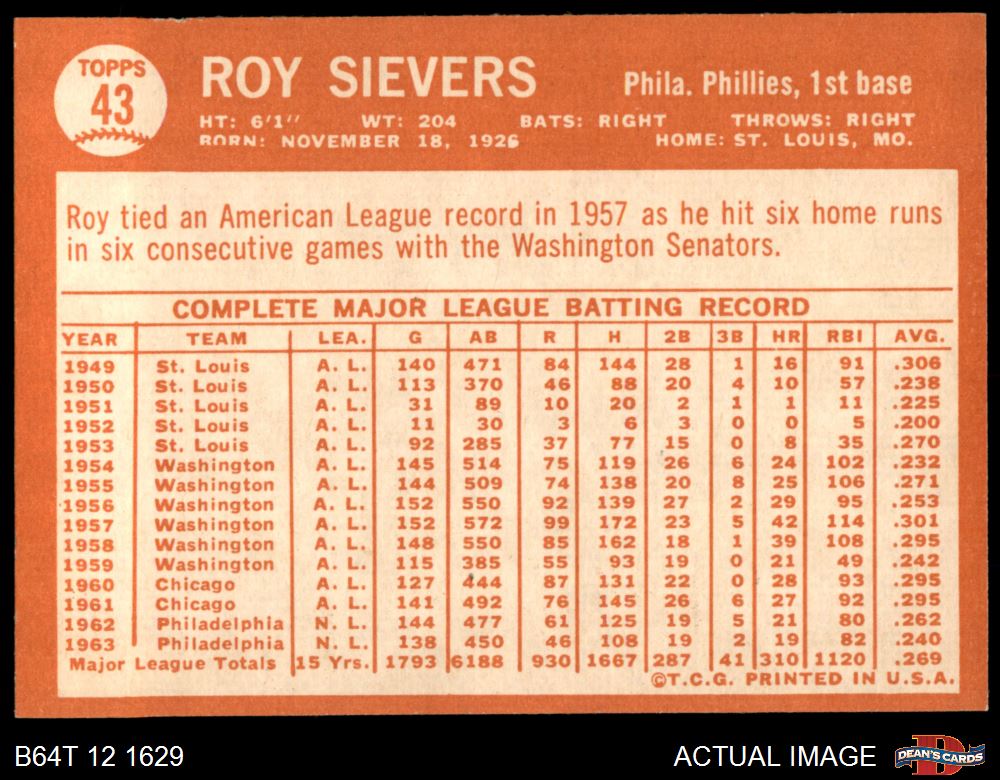 TOPPS
43
ROY SIEVERS
Phila. Phillies, 1st base
HT: 6'1" WT: 204 BATS: RIGHT THROWS: RIGHT
BORN: NOVEMBER 18, 1926 HOME: ST. LOUIS, MO.
Roy tied an American League record in 1957 as he hit six home runs
in six consecutive games with the Washington Senators.
COMPLETE MAJOR LEAGUE BATTING RECORD
YEAR TEAM LEA. G AB R H 2B 3B HR RBI AVG.
1949 St. Louis A. L. 140 471 84 144 28 1 16 91 .306
1950 St. Louis A. L. 113 370 46 88 20 4 10 57 .238
1951 St. Louis A. L. 31 89 10 20 2 1 1 11 .225
1952 St. Louis A. L. 11 30 3 6 3 0 0 5 .200
1953 St. Louis A. L. 92 285 37 77 15 0 8 35 .270
1954 Washington A. L. 145 514 75 119 26 6 24 102 .232
1955 Washington A. L. 144 509 74 138 20 8 25 106 .271
1956 Washington A. L. 152 550 92 139 27 2 29 95 .253
1957 Washington A. L. 152 572 99 172 23 5 42 114 .301
1958 Washington A. L. 148 550 85 162 18 1 39 108 .295
1959 Washington A. L. 115 385 55 93 19 0 21 49 .242
1960 Chicago A. L. 127 444 87 131 22 0 28 93 .295
1961 Chicago A. L. 141 492 76 145 26 6 27 92 .295
1962 Philadelphia N. L. 144 477 61 125 19 5 21 80 .262
1963 Philadelphia N. L. 138 450 46 108 19 2 19 82 .240
Major League Totals 15 Yrs. 1793 6188 930 1667 287 41 310 1120 .269
©T.C.G. PRINTED IN U.S.A.
B64T 12 1629 ACTUAL IMAGE DEAN'S CARDS